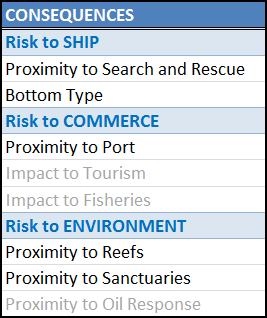 CONSEQUENCES
Risk to SHIP
Proximity to Search and Rescue
Bottom Type
Risk to COMMERCE
Proximity to Port
Impact to Tourism
Impact to Fisheries
Risk to ENVIRONMENT
Proximity to Reefs
Proximity to Sanctuaries
Proximity to Oil Response